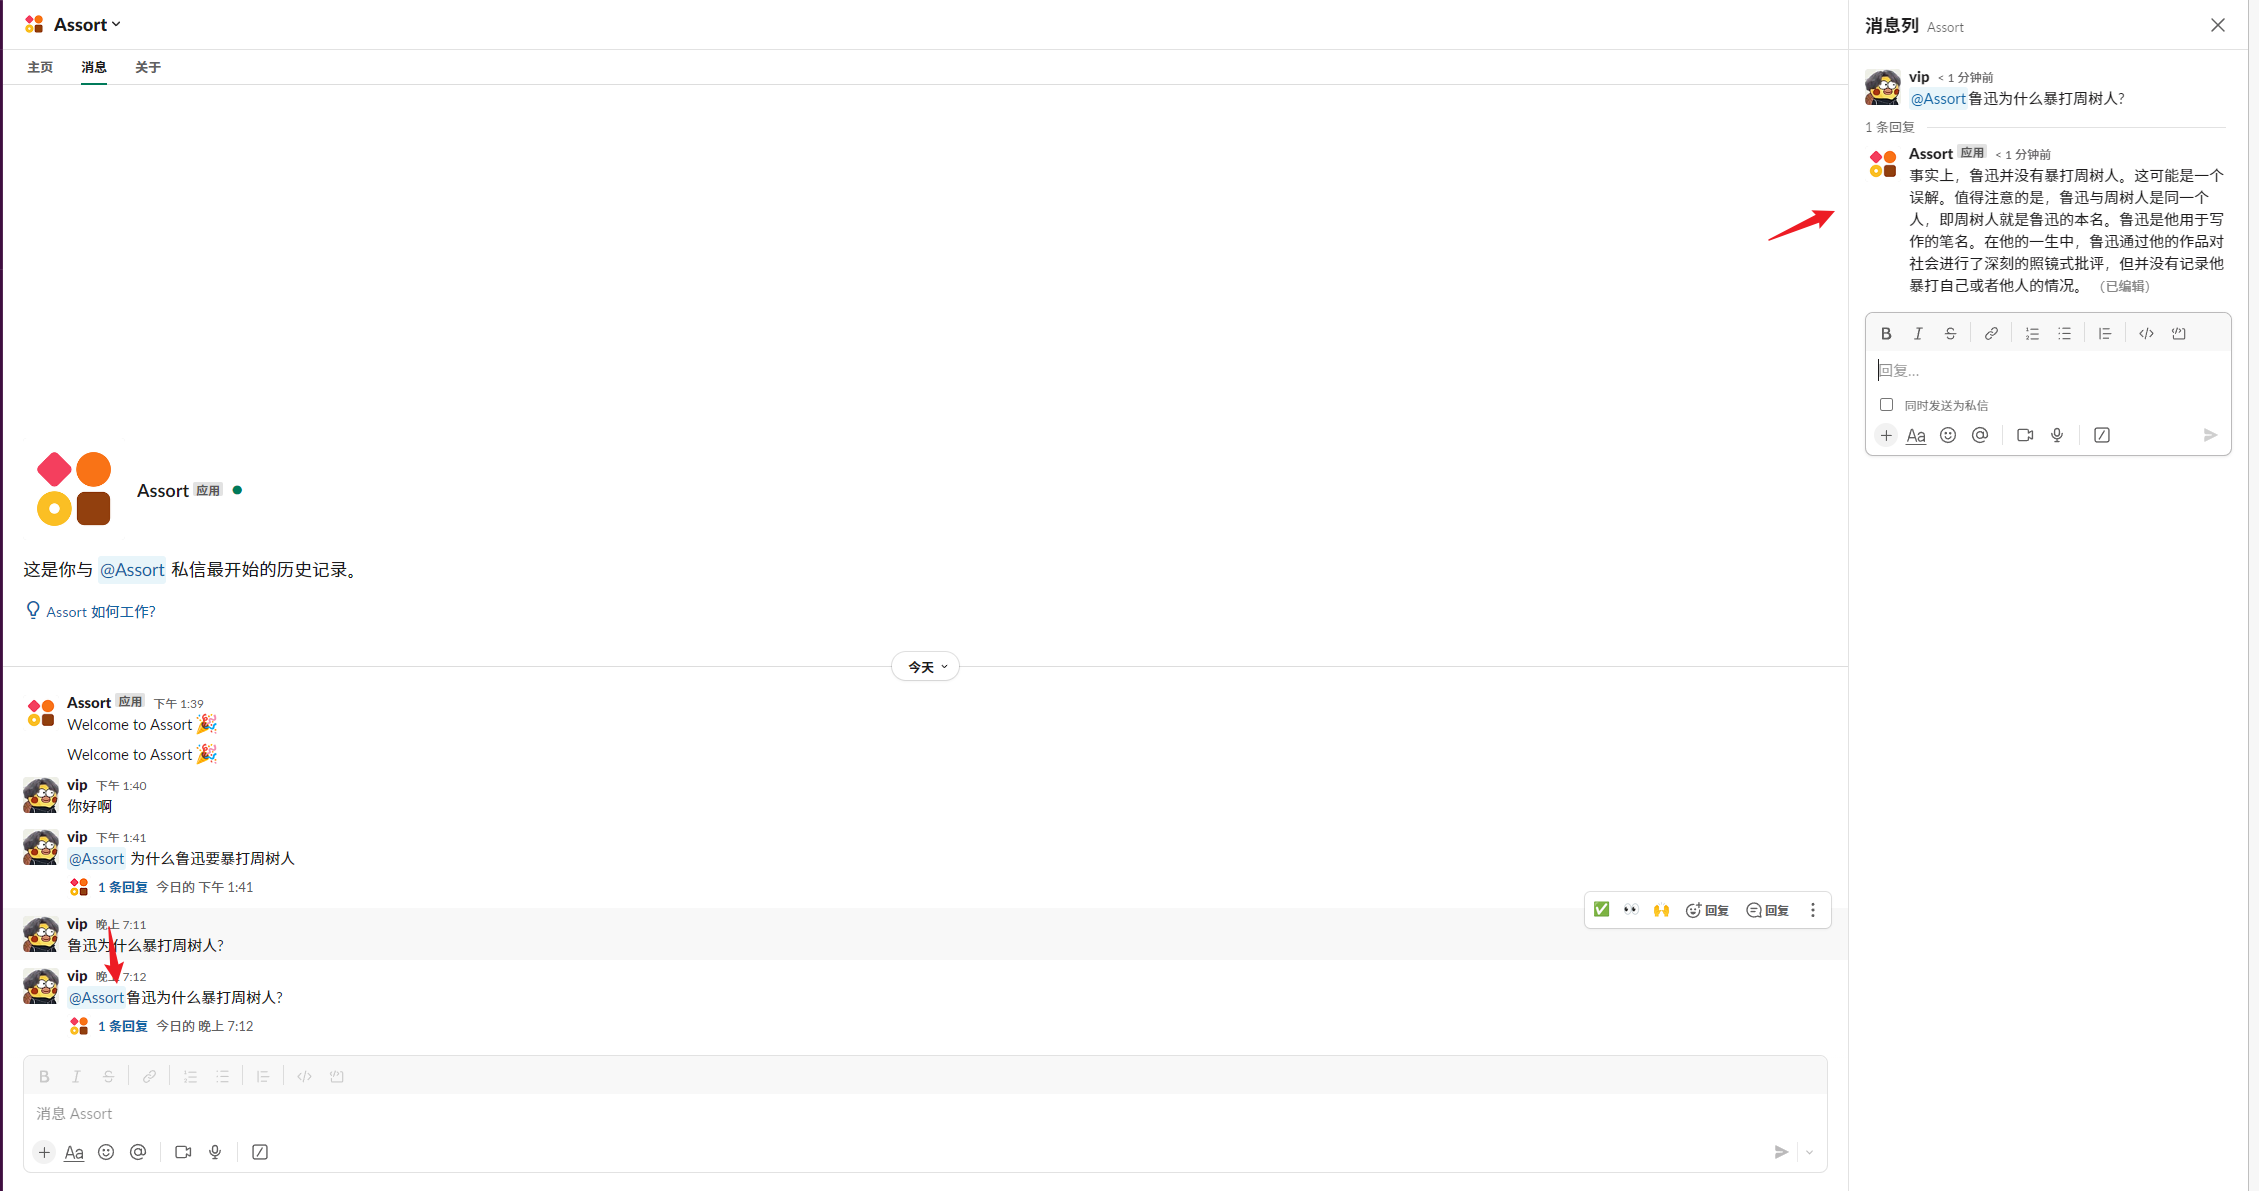 Assort
主页 消息 关于
Assort 应用
这是你与 @Assort 私信最开始的历史记录。
Assort 如何工作?
今天
Assort 应用 下午 1:39
Welcome to Assort 🎉
Welcome to Assort 🎉
vip 下午 1:40
你好啊
vip 下午 1:41
@Assort 为什么鲁迅要暴打周树人
1 条回复 今日的 下午 1:41
回复 回复
vip 晚上 7:11
鲁迅为什么暴打周树人?
vip 晚上 7:12
@Assort鲁迅为什么暴打周树人?
1 条回复 今日的 晚上 7:12
B I S
消息 Assort
Aa
消息列 Assort
vip < 1 分钟前
@Assort鲁迅为什么暴打周树人?
1 条回复
Assort 应用 < 1 分钟前
事实上，鲁迅并没有暴打周树人。这可能是一个
误解。值得注意的是，鲁迅与周树人是同一个
人，即周树人就是鲁迅的本名。鲁迅是他用于写
作的笔名。在他的一生中，鲁迅通过他的作品对
社会进行了深刻的照镜式批评，但并没有记录他
暴打自己或者他人的情况。 （已编辑）
B I S
回复...
同时发送为私信
Aa